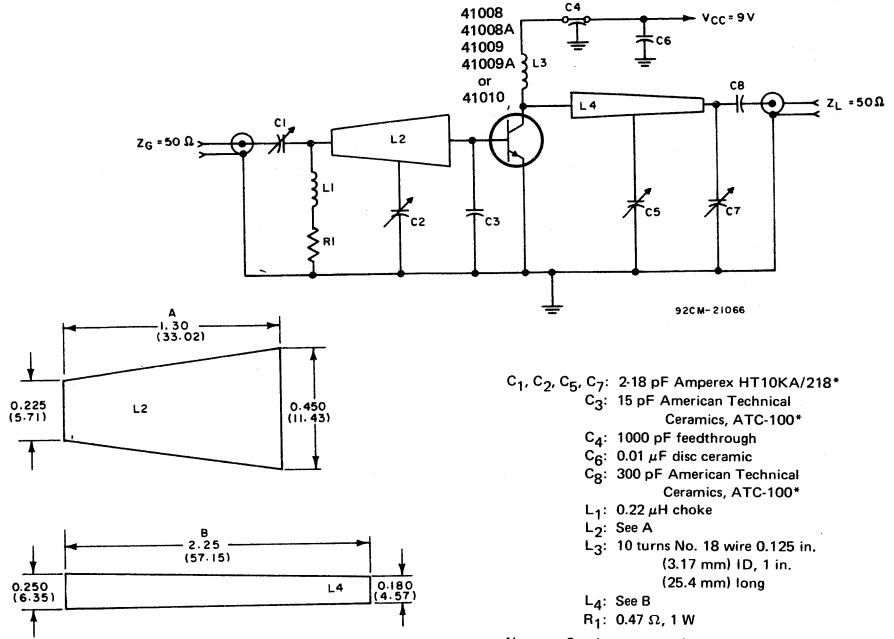 41008
41008A
41009
41009A
or
41010
C4
VCC=9V
C6
L3
C8
C1
ZG=50Ω
L2
L4
ZL=50Ω
L1
C2
C3
C5
C7
R1
92CM-21066
A
1.30
(33.02)
0.225
(5.71)
L2
0.450
(11.43)
B
2.25
(57.15)
0.250
(6.35)
L4
0.180
(4.57)
C1, C2, C5, C7: 2-18 pF Amperex HT10KA/218*
C3: 15 pF American Technical
Ceramics, ATC-100*
C4: 1000 pF feedthrough
C6: 0.01 μF disc ceramic
C8: 300 pF American Technical
Ceramics, ATC-100*
L1: 0.22 μH choke
L2: See A
L3: 10 turns No. 18 wire 0.125 in.
(3.17 mm) ID, 1 in.
(25.4 mm) long
L4: See B
R1: 0.47 Ω, 1 W